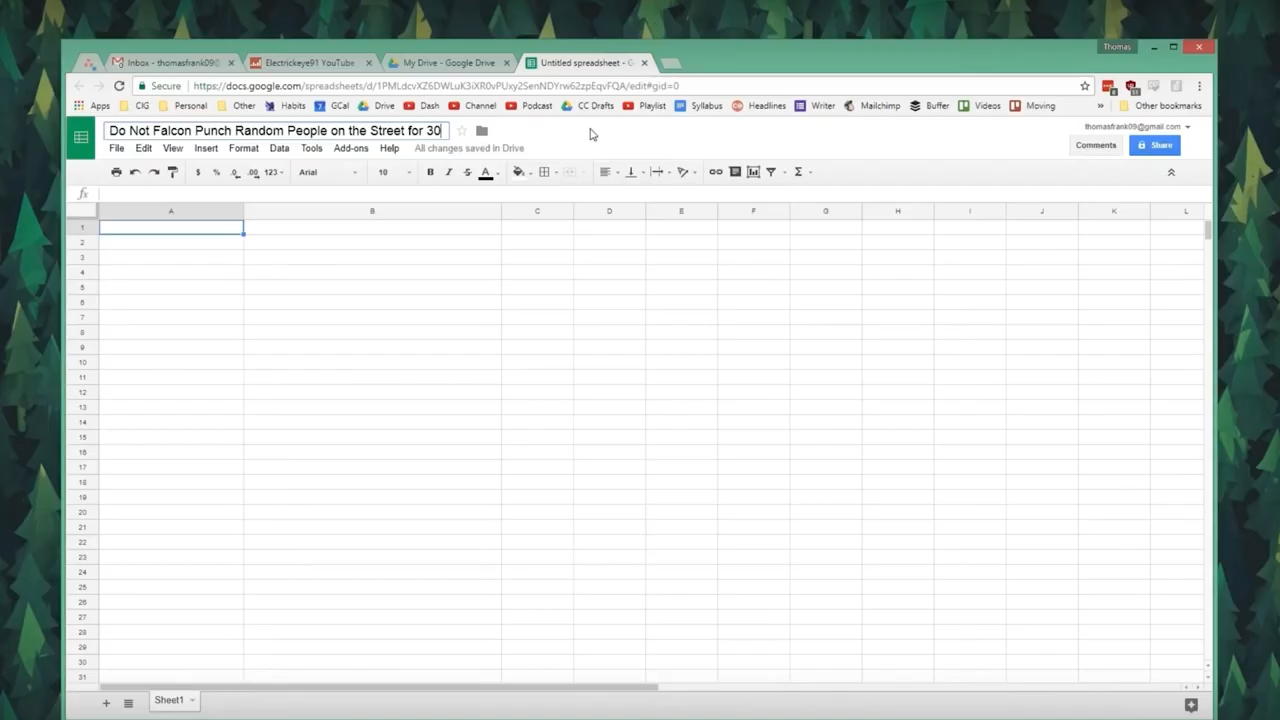 Thomas
Inbox - thomasfrank09@ Electrickeye91 YouTube My Drive - Google Drive Untitled spreadsheet - G
Secure https://docs.google.com/spreadsheets/d/1PMLdcvXZ6DWLuK3iXR0vPUxy2SenNDYrw62zpEqvFQA/edit#gid=0
Apps CIG Personal Other Habits GCal Drive Dash Channel Podcast CC Drafts Playlist Syllabus Headlines Writer Mailchimp Buffer Videos Moving » Other bookmarks
Do Not Falcon Punch Random People on the Street for 30
thomasfrank09@gmail.com
File Edit View Insert Format Data Tools Add-ons Help All changes saved in Drive
Comments Share
$ % .0 .00 123 Arial 10 B I S A Σ
fx
A B C D E F G H I J K L
1
2
3
4
5
6
7
8
9
10
11
12
13
14
15
16
17
18
19
20
21
22
23
24
25
26
27
28
29
30
31
Sheet1